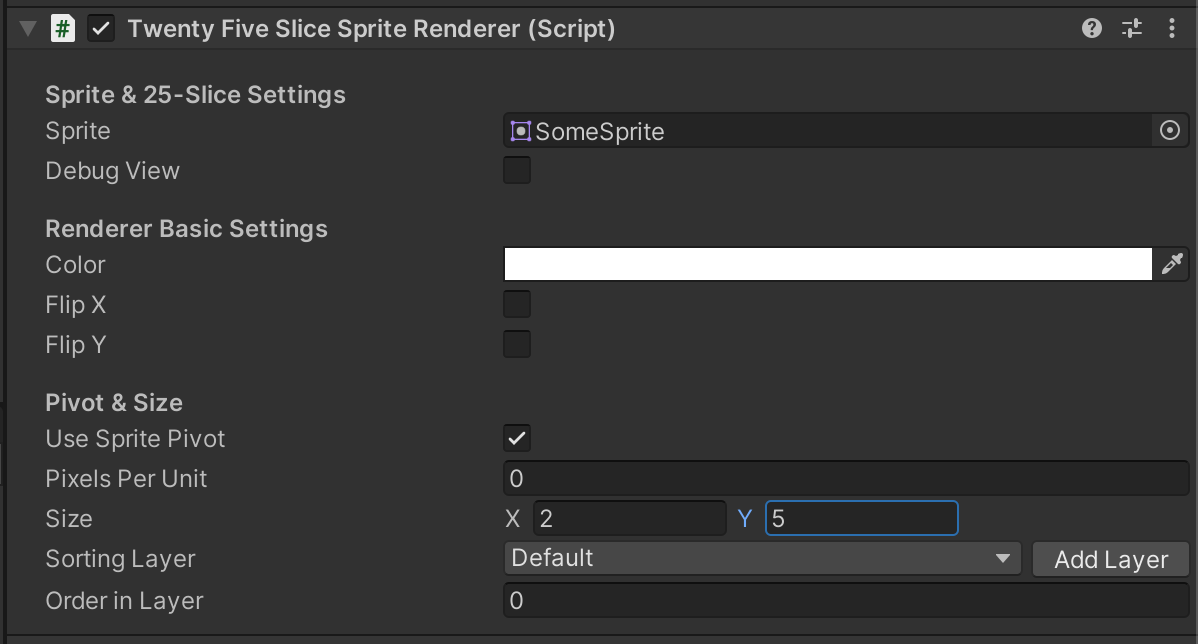 # Twenty Five Slice Sprite Renderer (Script) ?
Sprite & 25-Slice Settings
Sprite SomeSprite
Debug View
Renderer Basic Settings
Color
Flip X
Flip Y
Pivot & Size
Use Sprite Pivot
Pixels Per Unit 0
Size X 2 Y 5
Sorting Layer Default Add Layer
Order in Layer 0